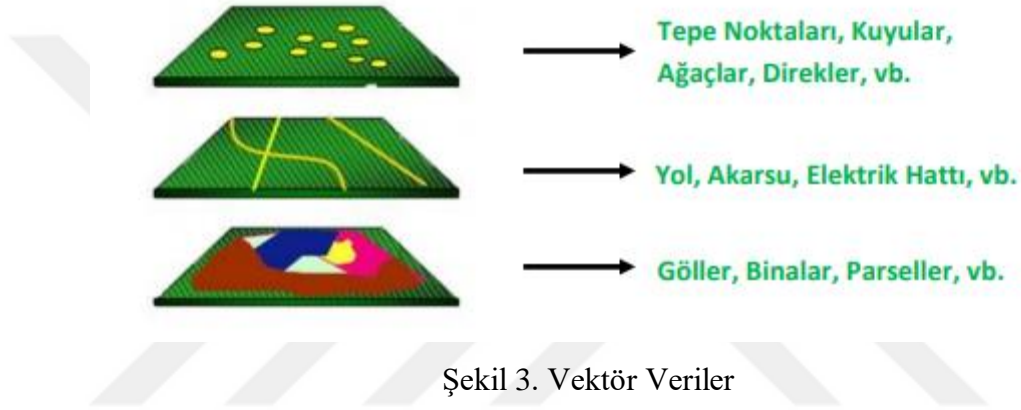 Tepe Noktaları, Kuyular,
Ağaçlar, Direkler, vb.
Yol, Akarsu, Elektrik Hattı, vb.
Göller, Binalar, Parseller, vb.
Şekil 3. Vektör Veriler